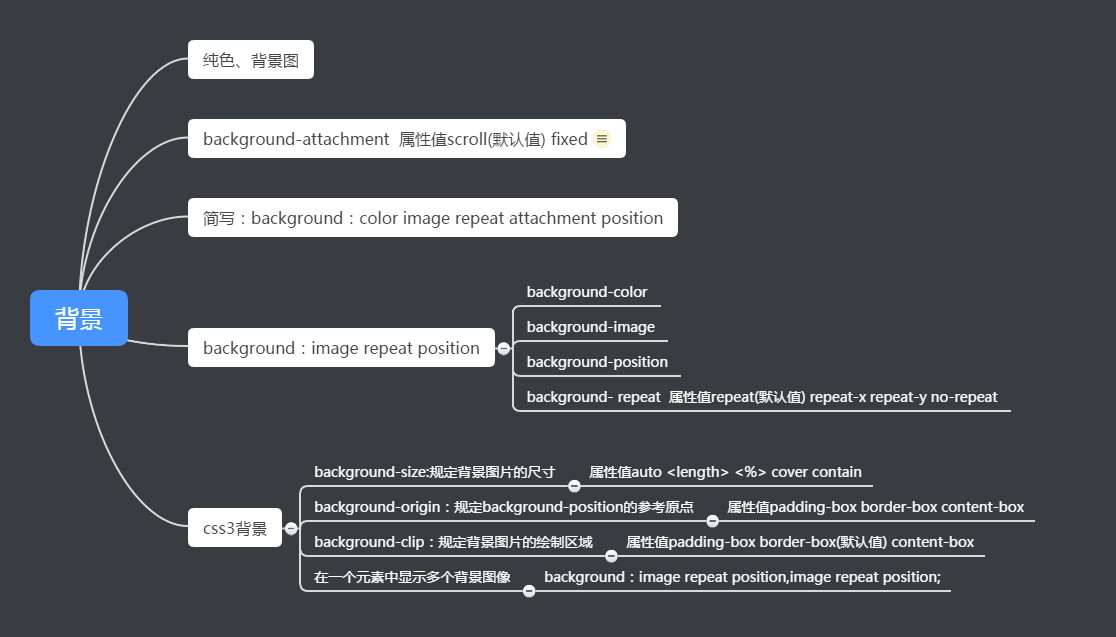 背景
纯色、背景图
background-attachment 属性值scroll(默认值) fixed
简写：background：color image repeat attachment position
background：image repeat position
background-color
background-image
background-position
background- repeat 属性值repeat(默认值) repeat-x repeat-y no-repeat
css3背景
background-size:规定背景图片的尺寸 属性值auto <length> <%> cover contain
background-origin：规定background-position的参考原点 属性值padding-box border-box content-box
background-clip：规定背景图片的绘制区域 属性值padding-box border-box(默认值) content-box
在一个元素中显示多个背景图像 background：image repeat position,image repeat position;